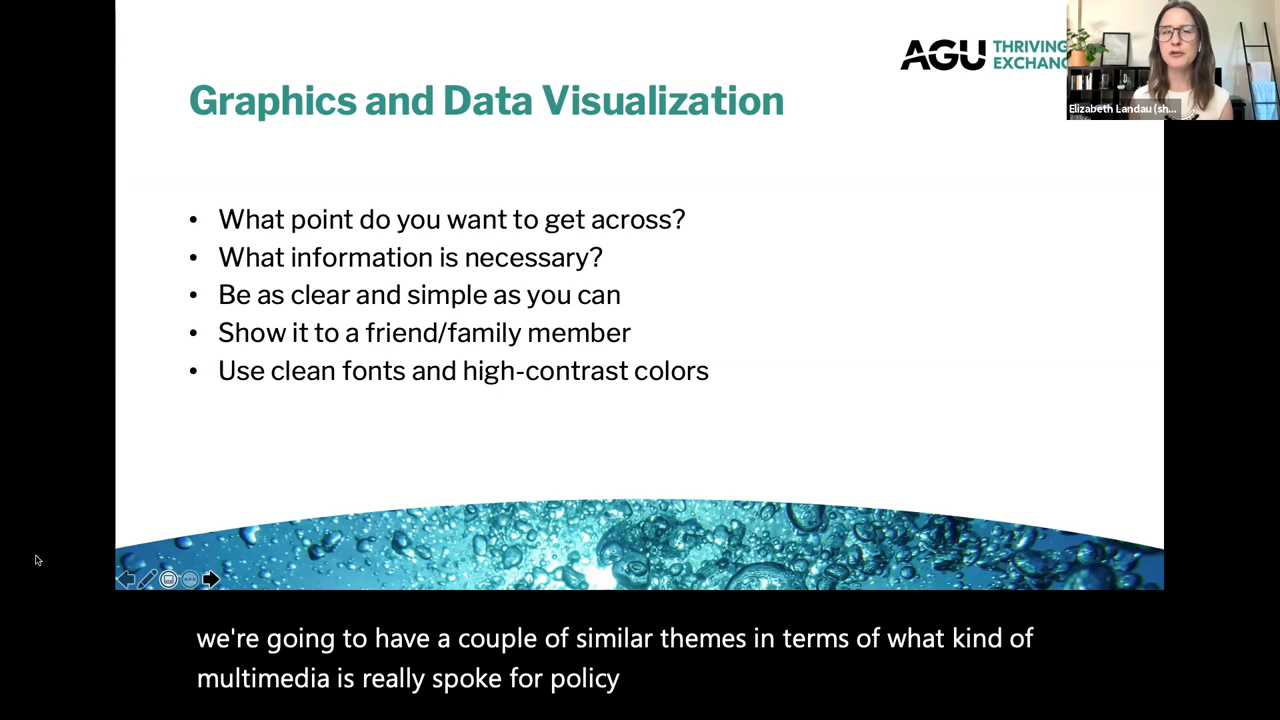 AGU THRIVING
EXCHANG
Elizabeth Landau (sh...
Graphics and Data Visualization
• What point do you want to get across?
• What information is necessary?
• Be as clear and simple as you can
• Show it to a friend/family member
• Use clean fonts and high-contrast colors
we're going to have a couple of similar themes in terms of what kind of
multimedia is really spoke for policy